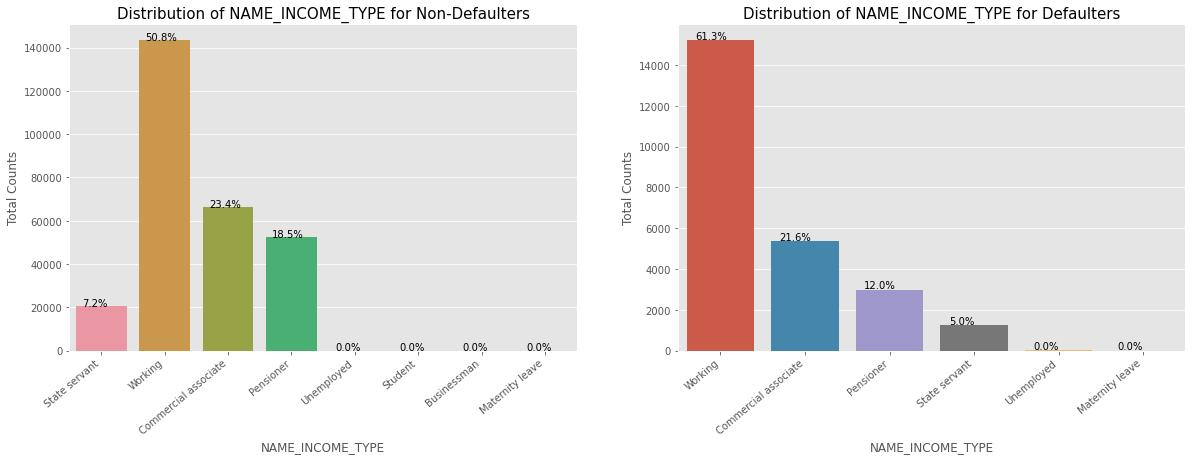 Distribution of NAME_INCOME_TYPE for Non-Defaulters
Total Counts
140000
120000
100000
80000
60000
40000
20000
0
7.2%
50.8%
23.4%
18.5%
0.0%
0.0%
0.0%
0.0%
State servant
Working
Commercial associate
Pensioner
Unemployed
Student
Businessman
Maternity leave
NAME_INCOME_TYPE
Distribution of NAME_INCOME_TYPE for Defaulters
Total Counts
14000
12000
10000
8000
6000
4000
2000
0
61.3%
21.6%
12.0%
5.0%
0.0%
0.0%
Working
Commercial associate
Pensioner
State servant
Unemployed
Maternity leave
NAME_INCOME_TYPE